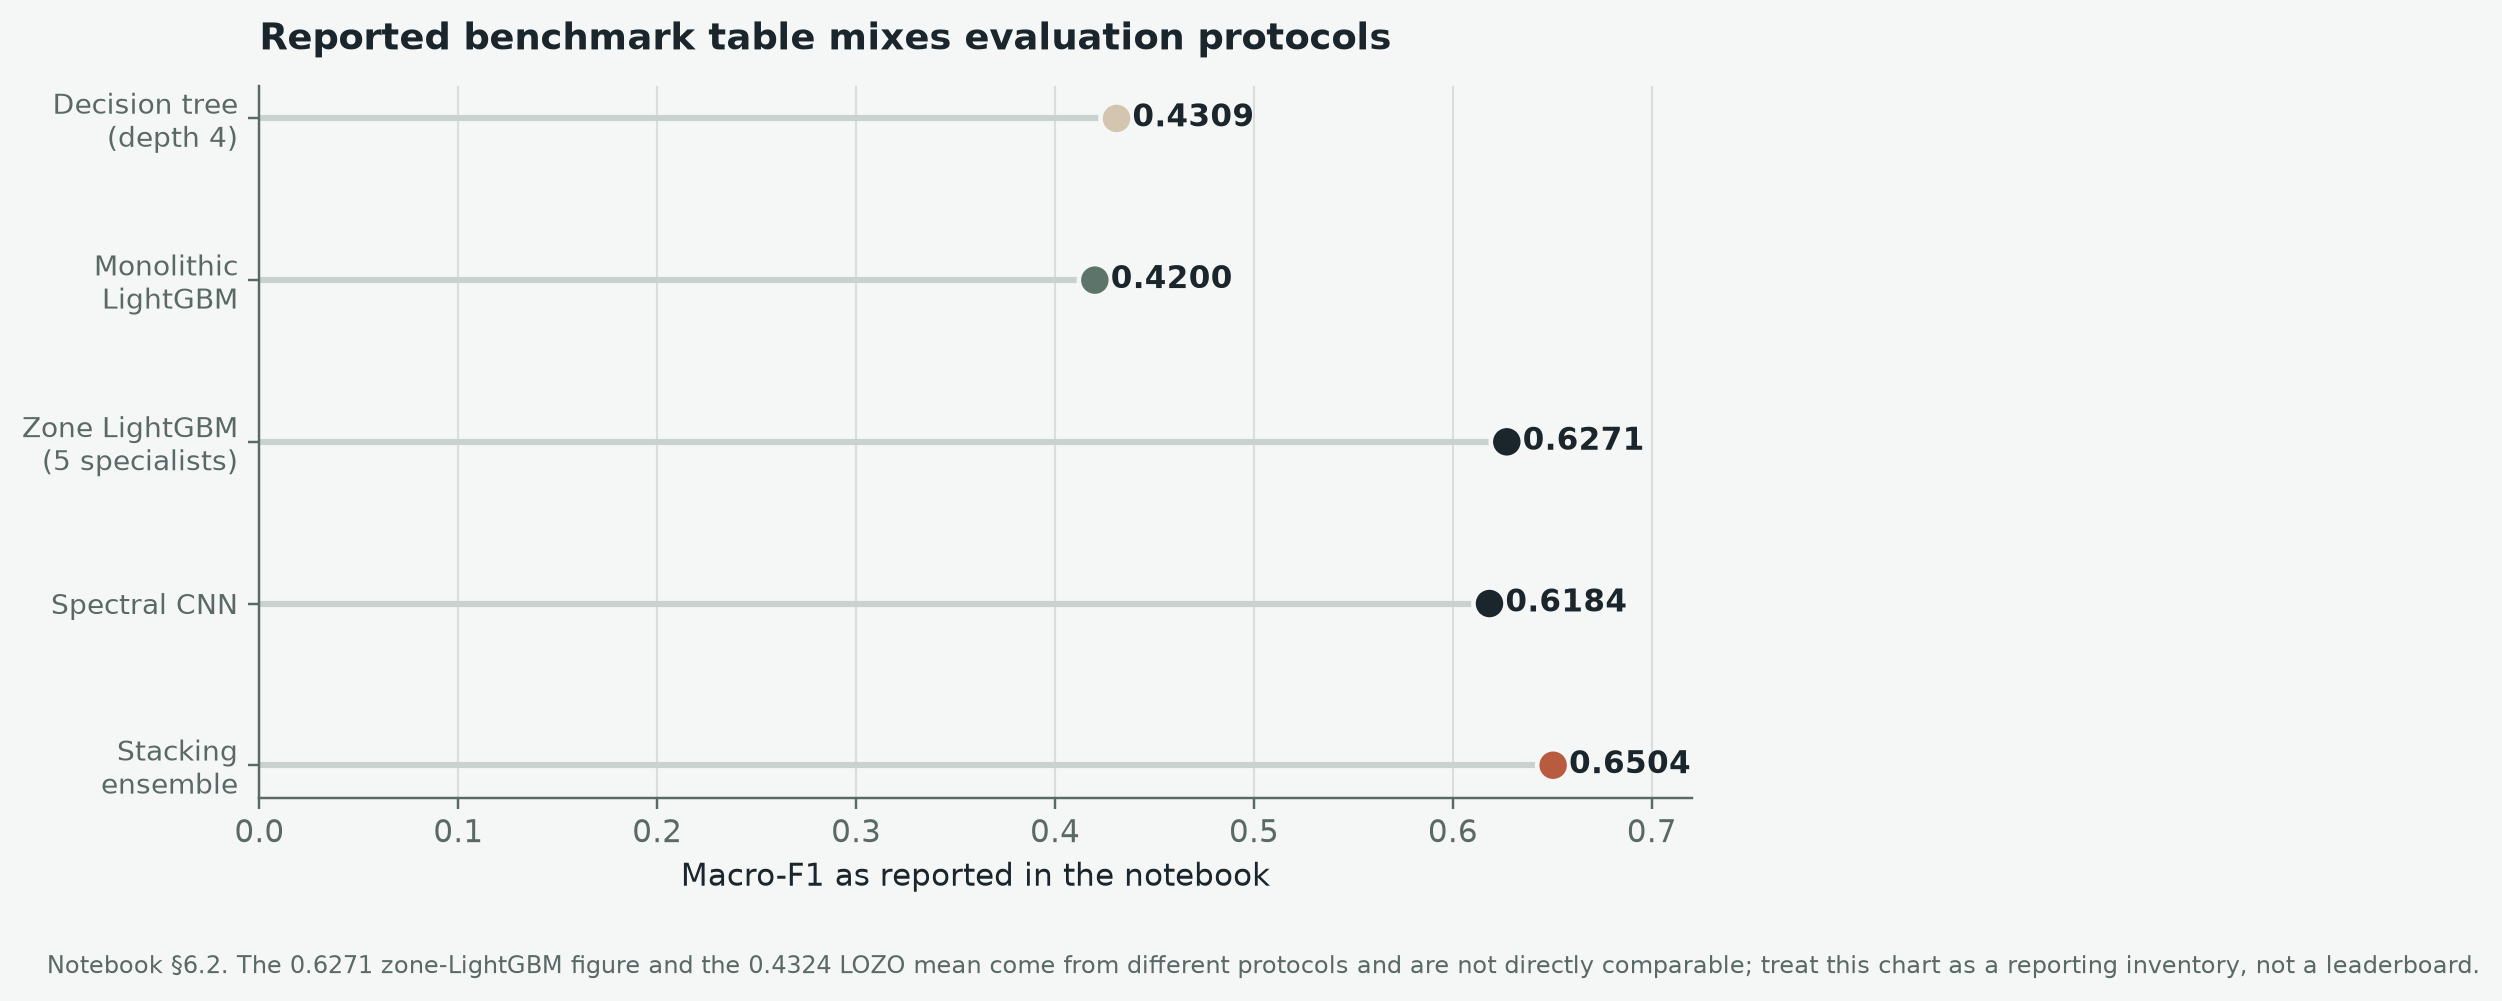 Reported benchmark table mixes evaluation protocols
Decision tree
(depth 4)
0.4309
Monolithic
LightGBM
0.4200
Zone LightGBM
(5 specialists)
0.6271
Spectral CNN
0.6184
Stacking
ensemble
0.6504
0.0 0.1 0.2 0.3 0.4 0.5 0.6 0.7
Macro-F1 as reported in the notebook
Notebook §6.2. The 0.6271 zone-LightGBM figure and the 0.4324 LOZO mean come from different protocols and are not directly comparable; treat this chart as a reporting inventory, not a leaderboard.